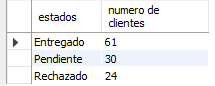 estados numero de clientes
Entregado 61
Pendiente 30
Rechazado 24